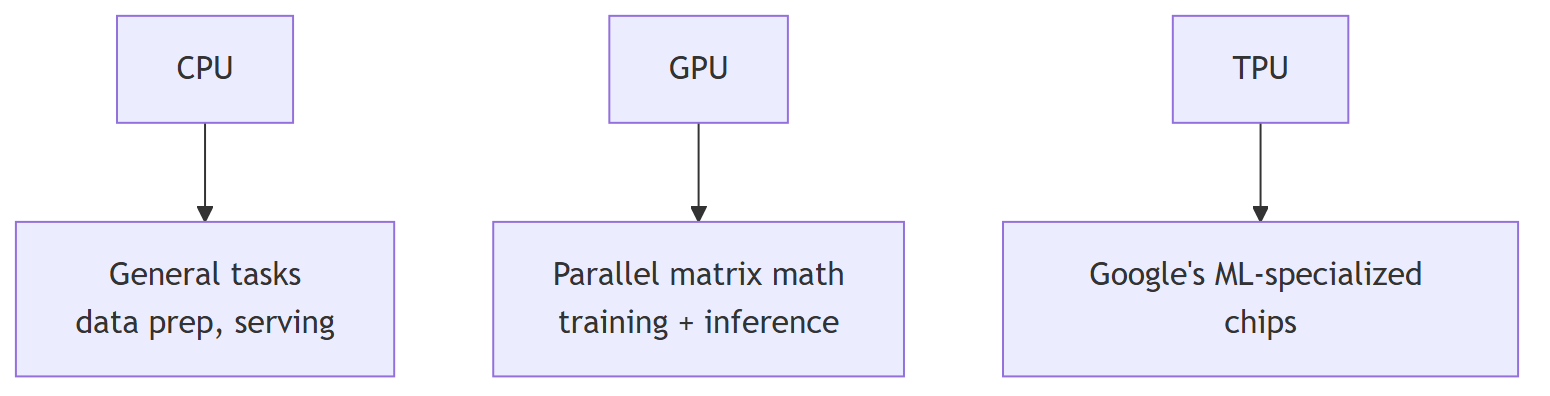 CPU
GPU
TPU
General tasks
data prep, serving
Parallel matrix math
training + inference
Google's ML-specialized
chips